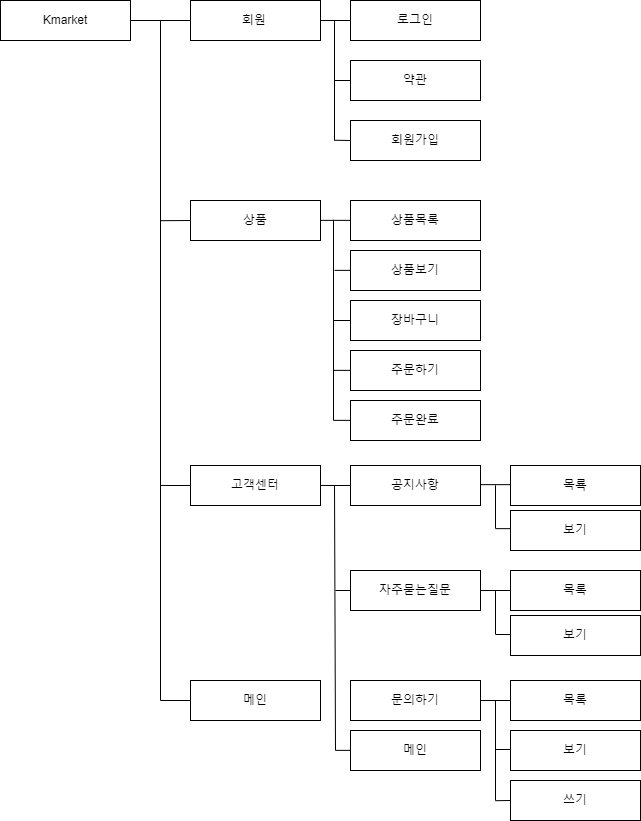 Kmarket
회원
로그인
약관
회원가입
상품
상품목록
상품보기
장바구니
주문하기
주문완료
고객센터
공지사항
목록
보기
자주묻는질문
목록
보기
메인
문의하기
목록
메인
보기
쓰기